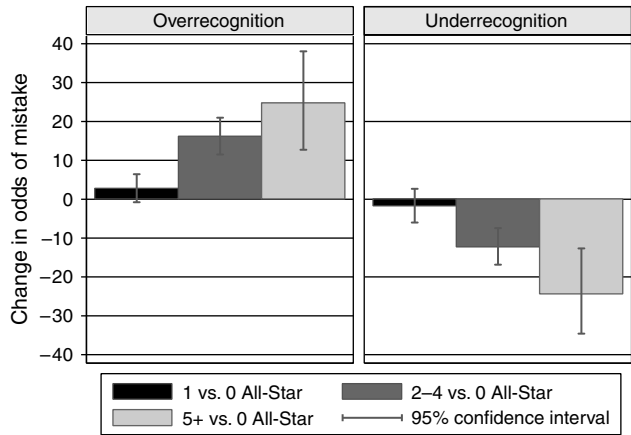 Overrecognition
Underrecognition
Change in odds of mistake
40
30
20
10
0
−10
−20
−30
−40
1 vs. 0 All-Star
2–4 vs. 0 All-Star
5+ vs. 0 All-Star
95% confidence interval